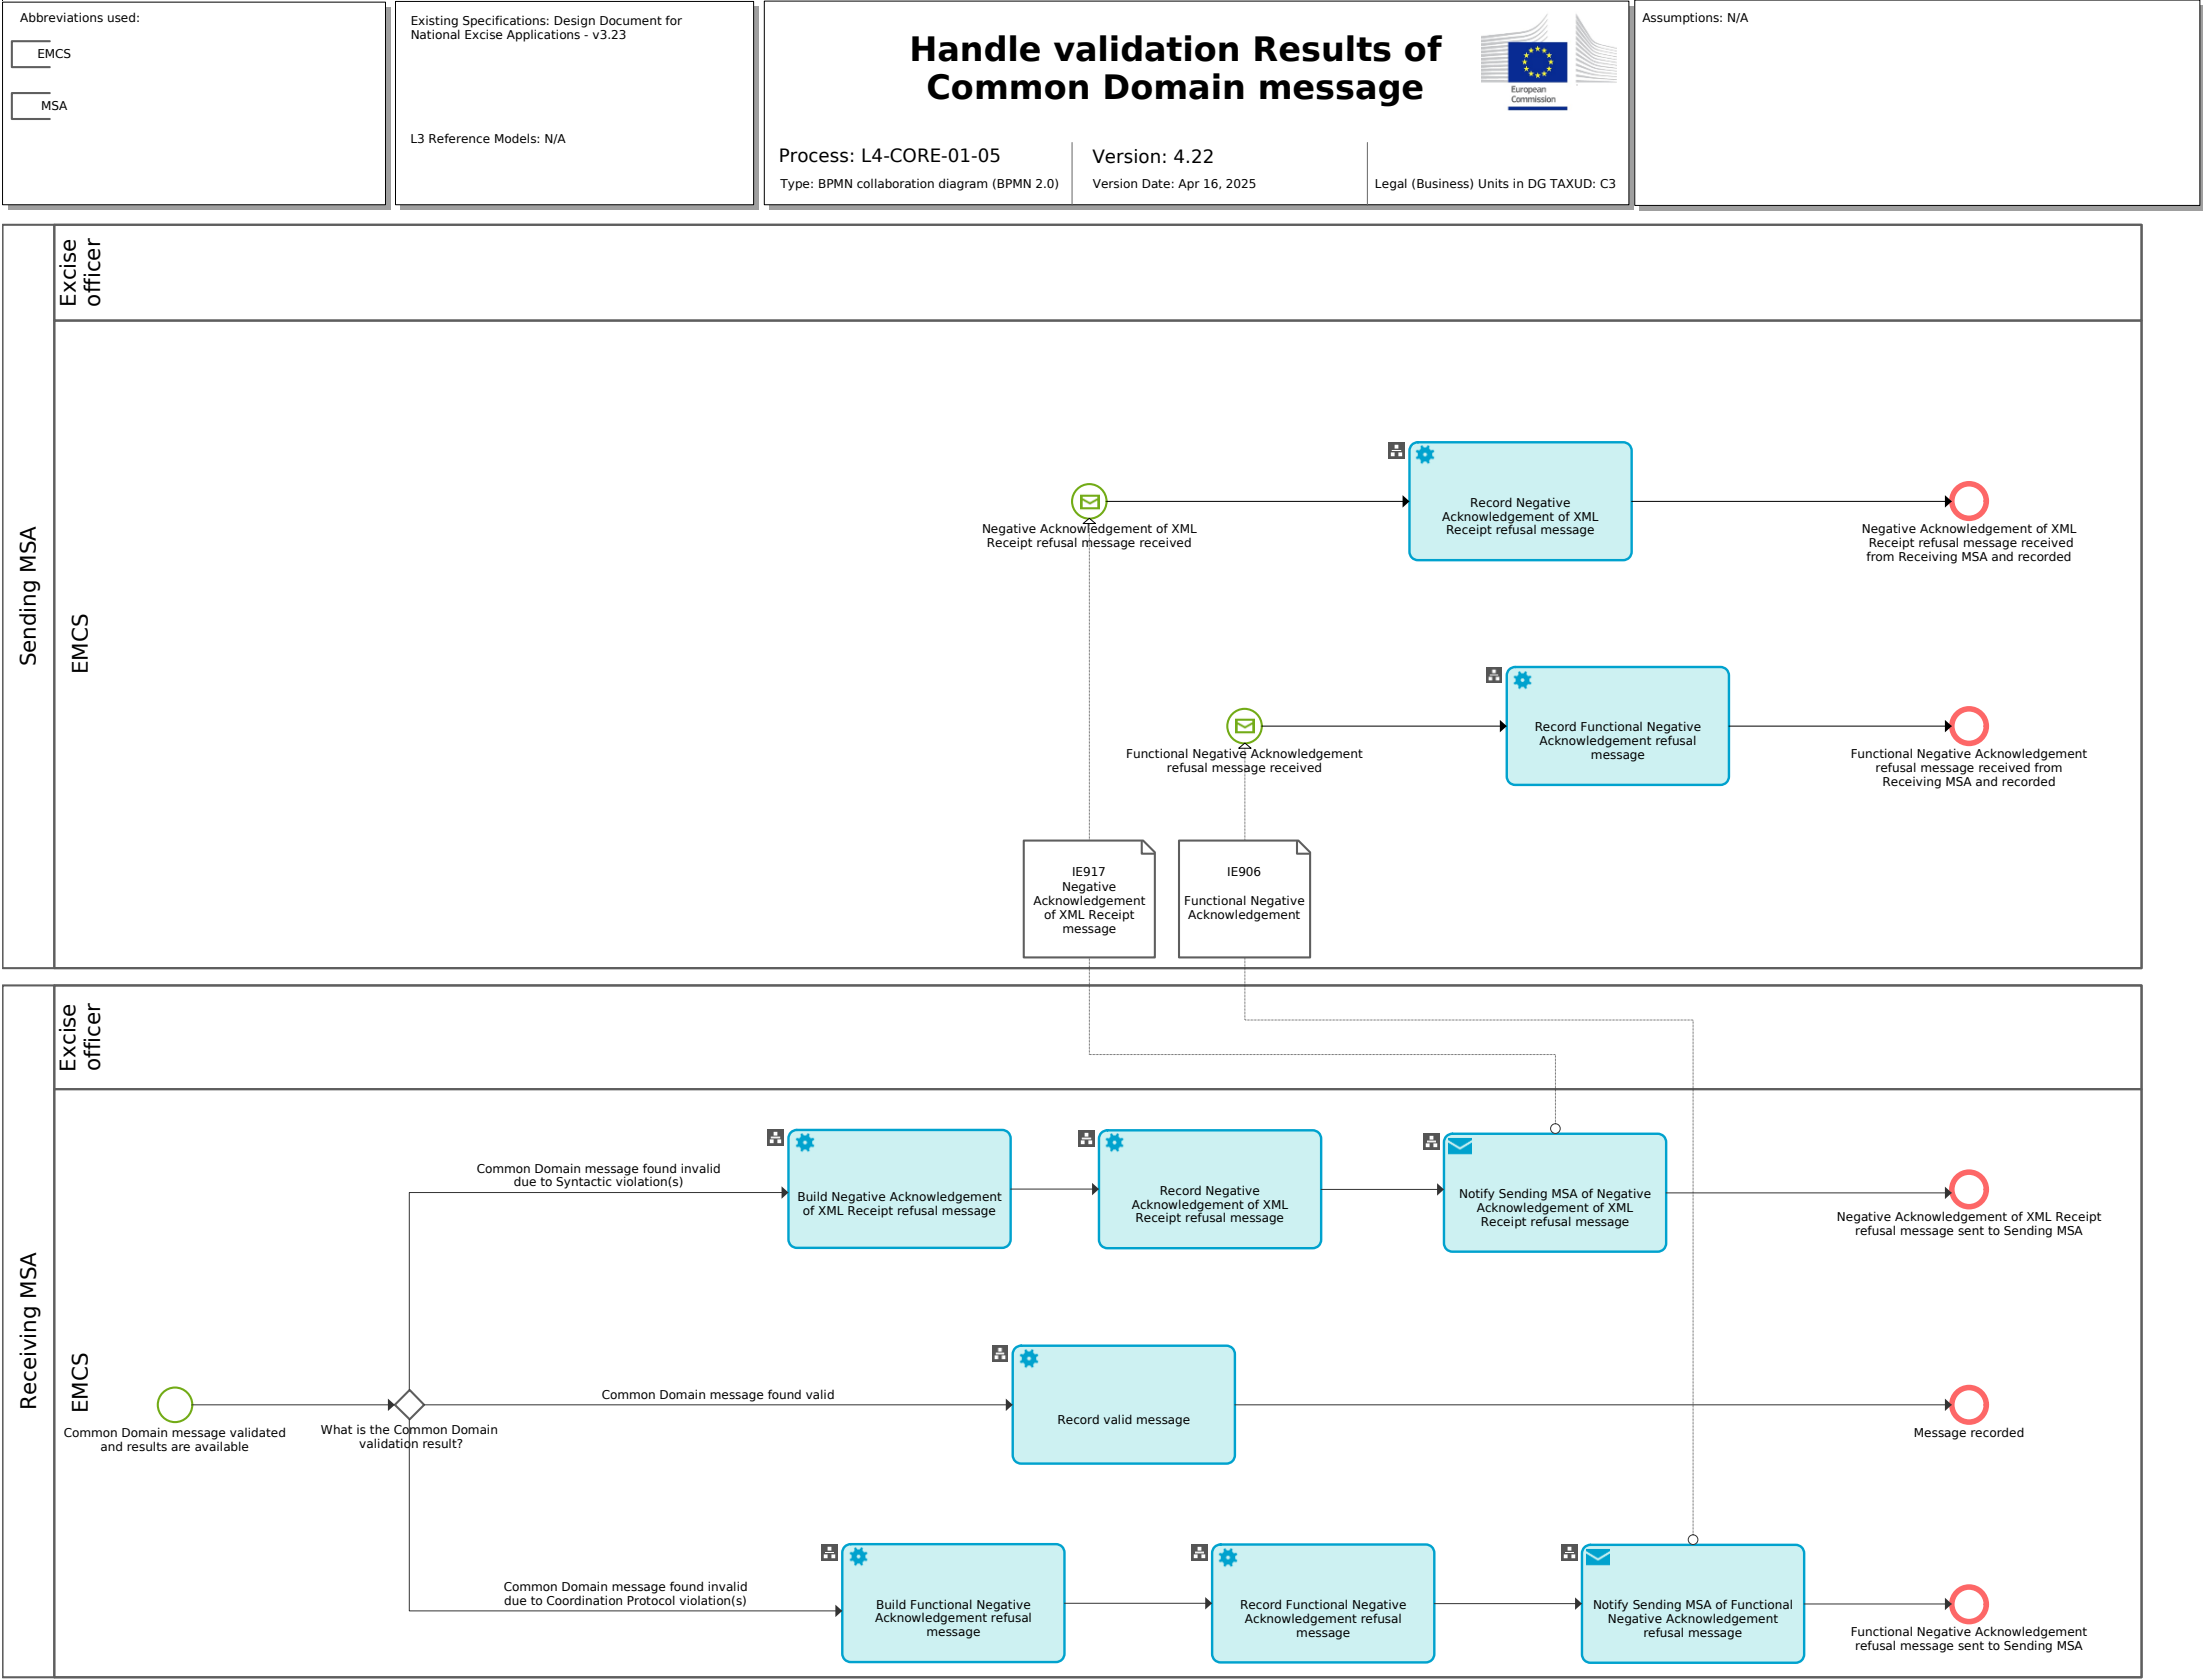 Abbreviations used:
EMCS
MSA
Existing Specifications: Design Document for
National Excise Applications - v3.23
L3 Reference Models: N/A
Handle validation Results of
Common Domain message
European
Commission
Process: L4-CORE-01-05
Version: 4.22
Type: BPMN collaboration diagram (BPMN 2.0)
Version Date: Apr 16, 2025
Legal (Business) Units in DG TAXUD: C3
Assumptions: N/A
Sending MSA
Excise
officer
EMCS
Negative Acknowledgement of XML
Receipt refusal message received
Record Negative
Acknowledgement of XML
Receipt refusal message
Negative Acknowledgement of XML
Receipt refusal message received
from Receiving MSA and recorded
Functional Negative Acknowledgement
refusal message received
Record Functional Negative
Acknowledgement refusal
message
Functional Negative Acknowledgement
refusal message received from
Receiving MSA and recorded
IE917
Negative
Acknowledgement
of XML Receipt
message
IE906
Functional Negative
Acknowledgement
Receiving MSA
Excise
officer
EMCS
Common Domain message found invalid
due to Syntactic violation(s)
Build Negative Acknowledgement
of XML Receipt refusal message
Record Negative
Acknowledgement of XML
Receipt refusal message
Notify Sending MSA of Negative
Acknowledgement of XML
Receipt refusal message
Negative Acknowledgement of XML Receipt
refusal message sent to Sending MSA
Common Domain message validated
and results are available
What is the Common Domain
validation result?
Common Domain message found valid
Record valid message
Message recorded
Common Domain message found invalid
due to Coordination Protocol violation(s)
Build Functional Negative
Acknowledgement refusal
message
Record Functional Negative
Acknowledgement refusal
message
Notify Sending MSA of Functional
Negative Acknowledgement
refusal message
Functional Negative Acknowledgement
refusal message sent to Sending MSA